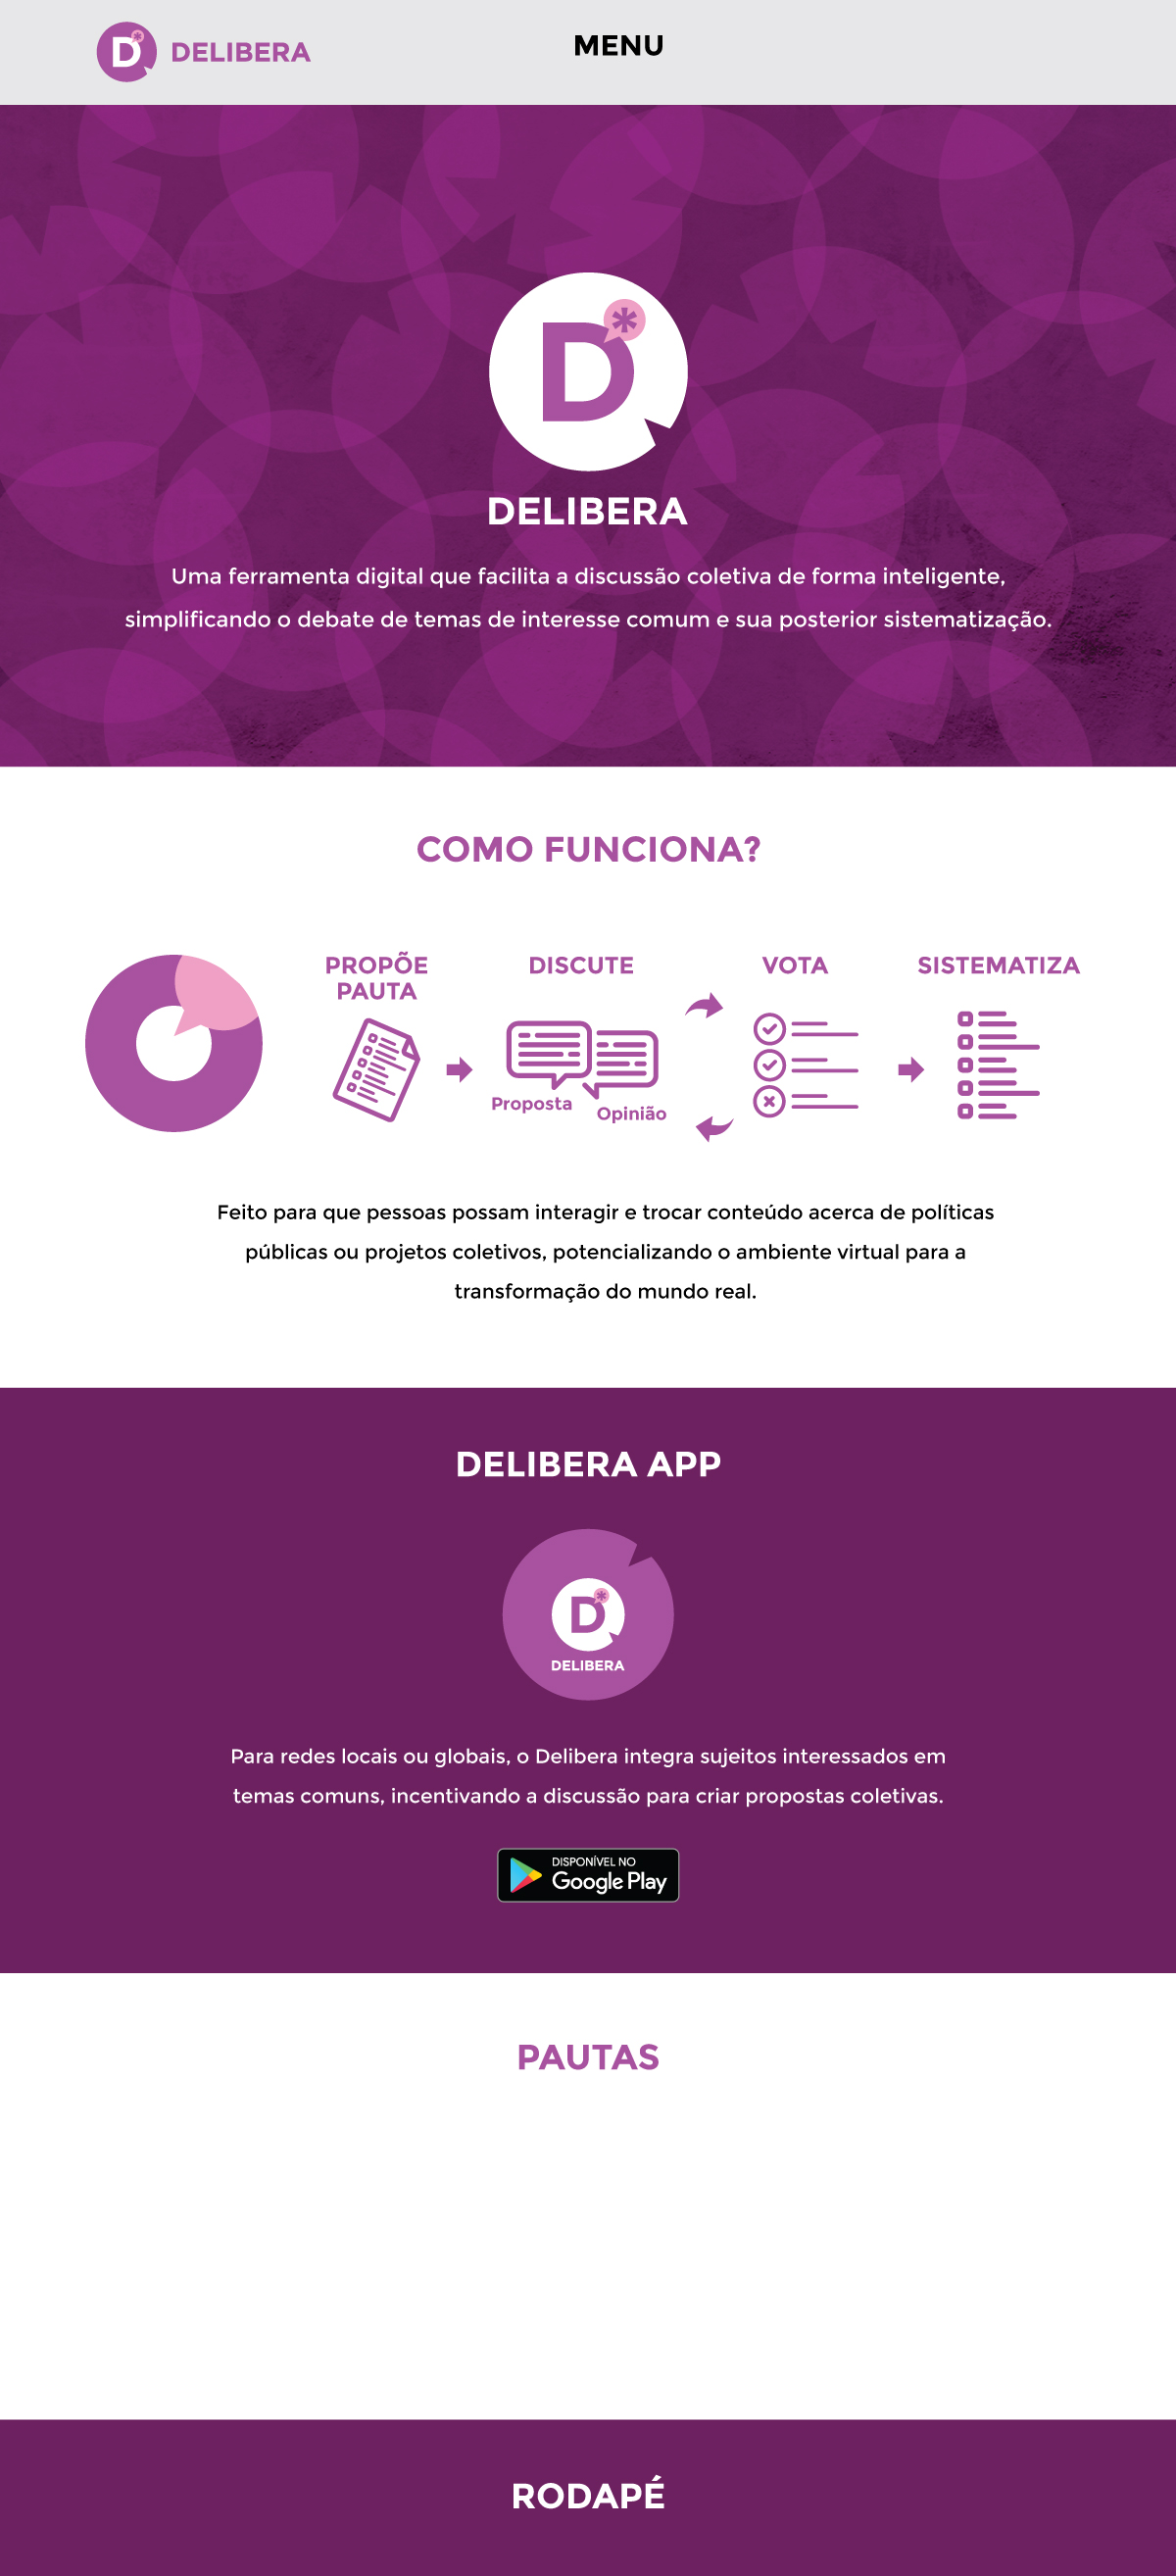 D*
DELIBERA
MENU
D*
DELIBERA
Uma ferramenta digital que facilita a discussão coletiva de forma inteligente,
simplificando o debate de temas de interesse comum e sua posterior sistematização.
COMO FUNCIONA?
PROPÕE
PAUTA
DISCUTE
VOTA
SISTEMATIZA
Proposta
Opinião
Feito para que pessoas possam interagir e trocar conteúdo acerca de políticas
públicas ou projetos coletivos, potencializando o ambiente virtual para a
transformação do mundo real.
DELIBERA APP
D*
DELIBERA
Para redes locais ou globais, o Delibera integra sujeitos interessados em
temas comuns, incentivando a discussão para criar propostas coletivas.
DISPONÍVEL NO
Google Play
PAUTAS
RODAPÉ